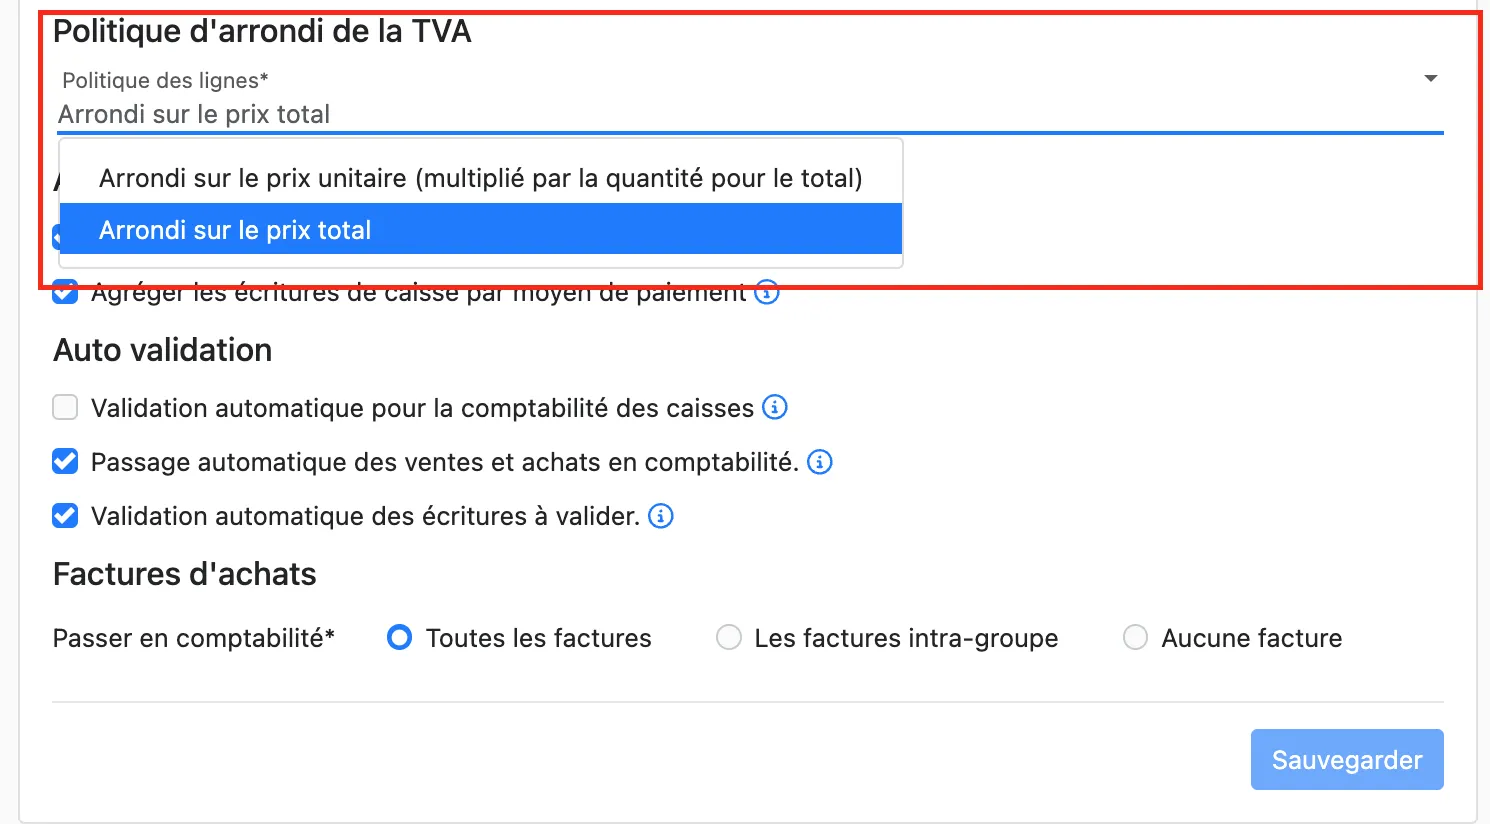 Politique d'arrondi de la TVA
Politique des lignes*
Arrondi sur le prix total
Arrondi sur le prix unitaire (multiplié par la quantité pour le total)
Arrondi sur le prix total
Agréger les écritures de caisse par moyen de paiement
Auto validation
Validation automatique pour la comptabilité des caisses
Passage automatique des ventes et achats en comptabilité.
Validation automatique des écritures à valider.
Factures d'achats
Passer en comptabilité* Toutes les factures Les factures intra-groupe Aucune facture
Sauvegarder